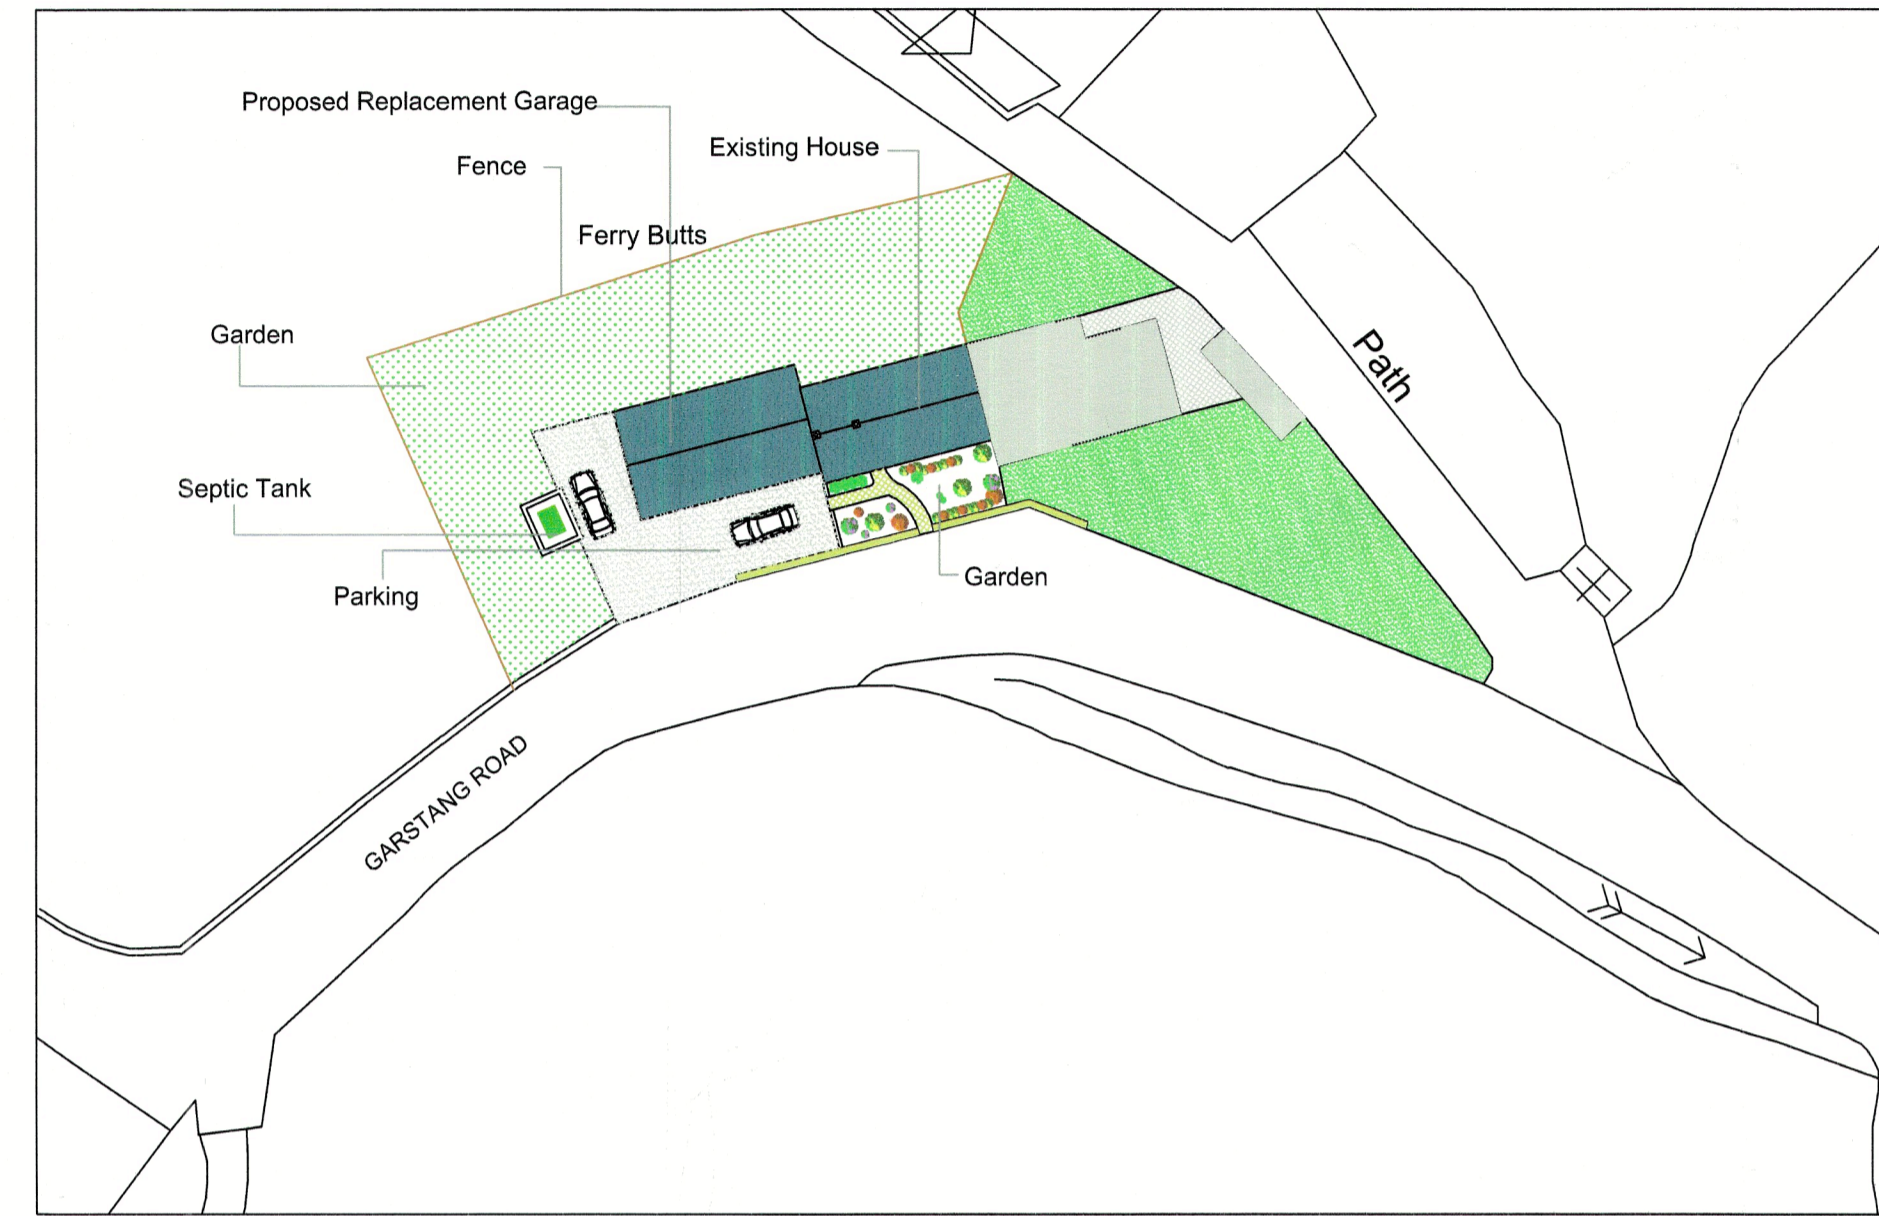 Proposed Replacement Garage
Existing House
Fence
Ferry Butts
Garden
Path
Septic Tank
Garden
Parking
GARSTANG ROAD